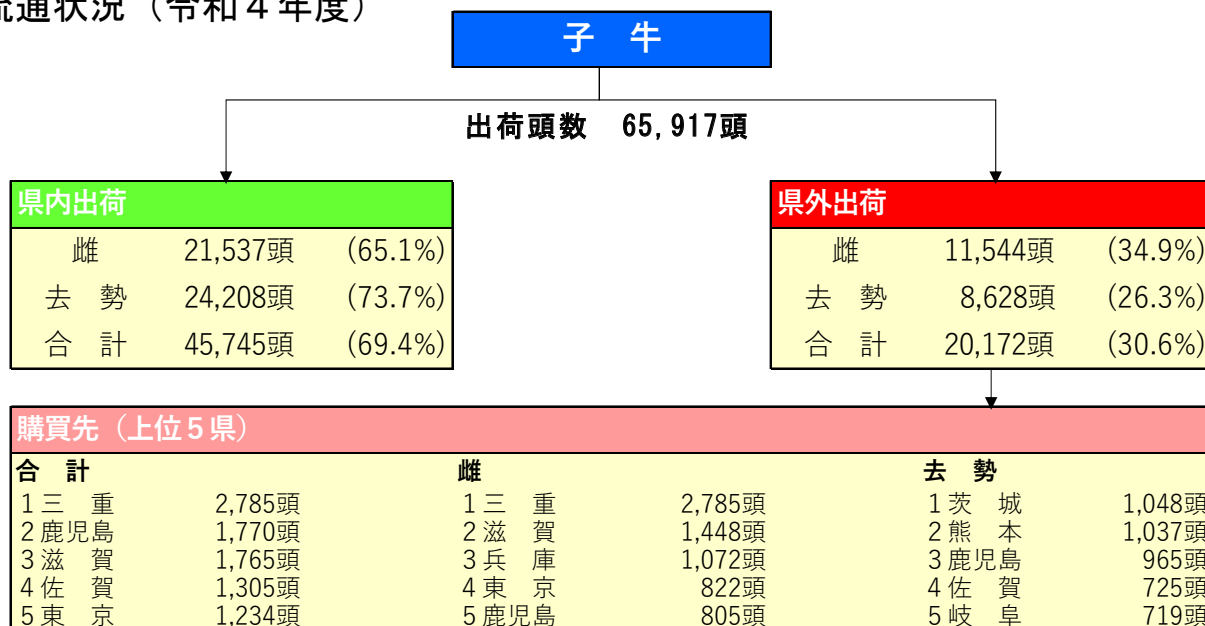 流通状況（令和４年度）
子　牛
出荷頭数　65,917頭
県内出荷
雌　21,537頭　(65.1%)
去　勢　24,208頭　(73.7%)
合　計　45,745頭　(69.4%)
県外出荷
雌　11,544頭　(34.9%)
去　勢　8,628頭　(26.3%)
合　計　20,172頭　(30.6%)
購買先（上位５県）
合　計
1 三　重　2,785頭
2 鹿児島　1,770頭
3 滋　賀　1,765頭
4 佐　賀　1,305頭
5 東　京　1,234頭
雌
1 三　重　2,785頭
2 滋　賀　1,448頭
3 兵　庫　1,072頭
4 東　京　822頭
5 鹿児島　805頭
去　勢
1 茨　城　1,048頭
2 熊　本　1,037頭
3 鹿児島　965頭
4 佐　賀　725頭
5 岐　阜　719頭